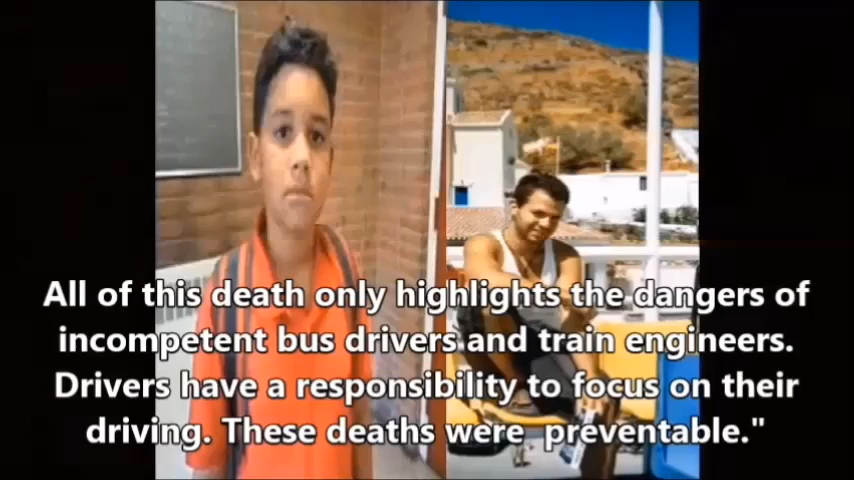 All of this death only highlights the dangers of
incompetent bus drivers and train engineers.
Drivers have a responsibility to focus on their
driving. These deaths were preventable."